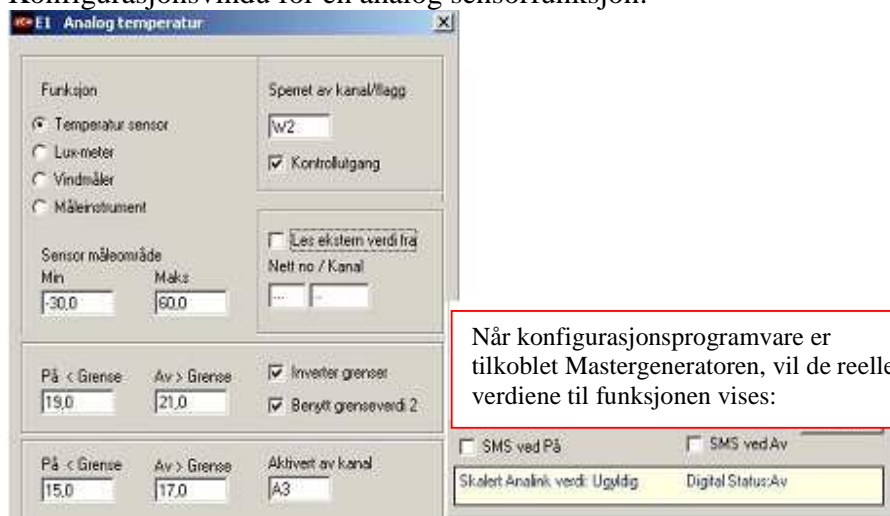 Konfigurasjonsvindu for en analog sensorfunksjon:
E1 Analog temperatur
Funksjon
Temperatur sensor
Lux-meter
Vindmåler
Måleinstrument
Sensor måleområde
Min Maks
-30,0 60,0
Sperret av kanal/flagg
W2
Kontrollutgang
Les ekstern verdi fra
Nett no / Kanal
... ..
På < Grense Av > Grense
19,0 21,0
Inverter grenser
Benytt grenseverdi 2
På < Grense Av > Grense
15,0 17,0
Aktivert av kanal
A3
Når konfigurasjonsprogramvare er
tilkoblet Mastergeneratoren, vil de reelle
verdiene til funksjonen vises:
SMS ved På SMS ved Av
Skalert Analink verdi: Ugyldig Digital Status:Av